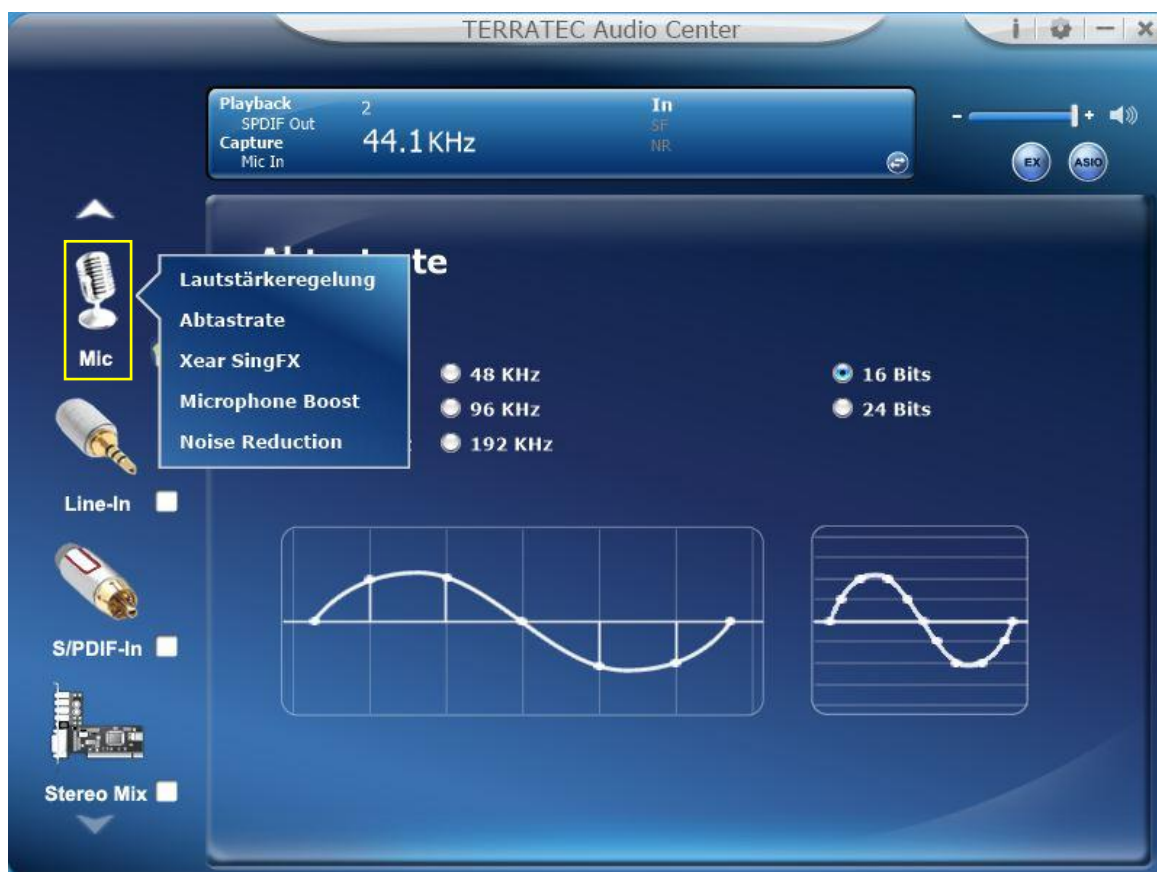 TERRATEC Audio Center
i
Playback
SPDIF Out
Capture
Mic In
2
44.1 KHz
In
SF
NR
- +
EX
ASIO
te
Mic
Lautstärkeregelung
Abtastrate
Xear SingFX
Microphone Boost
Noise Reduction
48 KHz
96 KHz
192 KHz
16 Bits
24 Bits
Line-In
S/PDIF-In
Stereo Mix